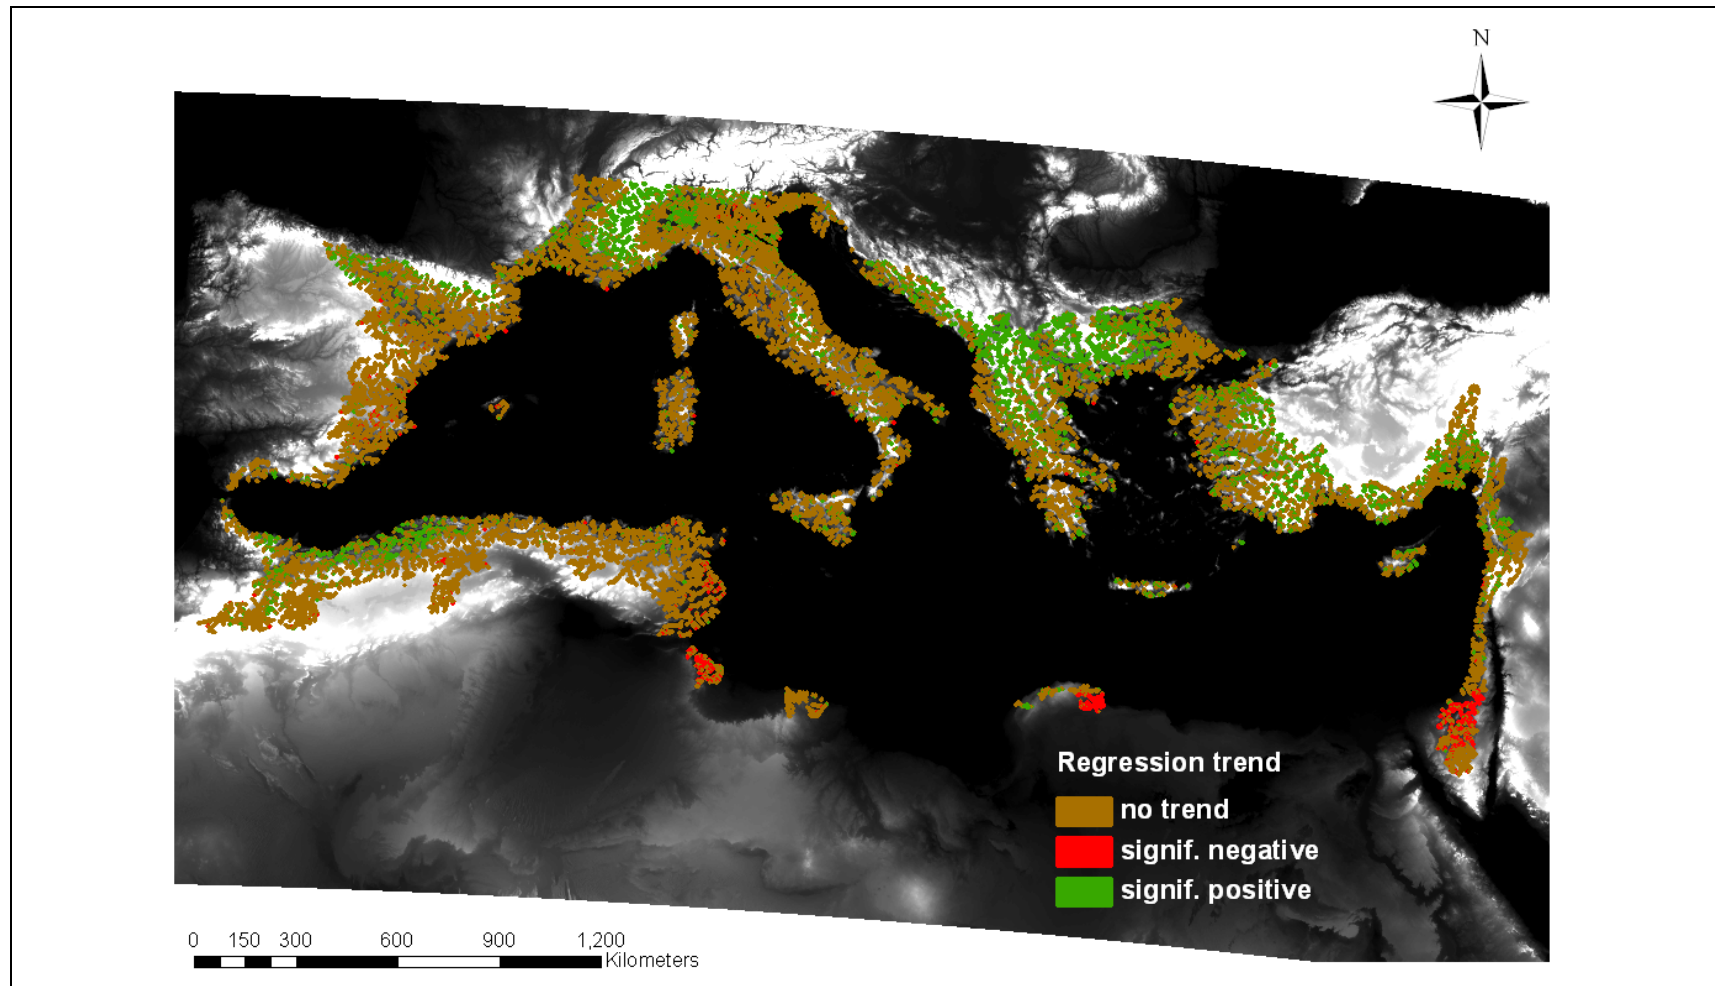 N
Regression trend
no trend
signif. negative
signif. positive
0 150 300 600 900 1,200
Kilometers